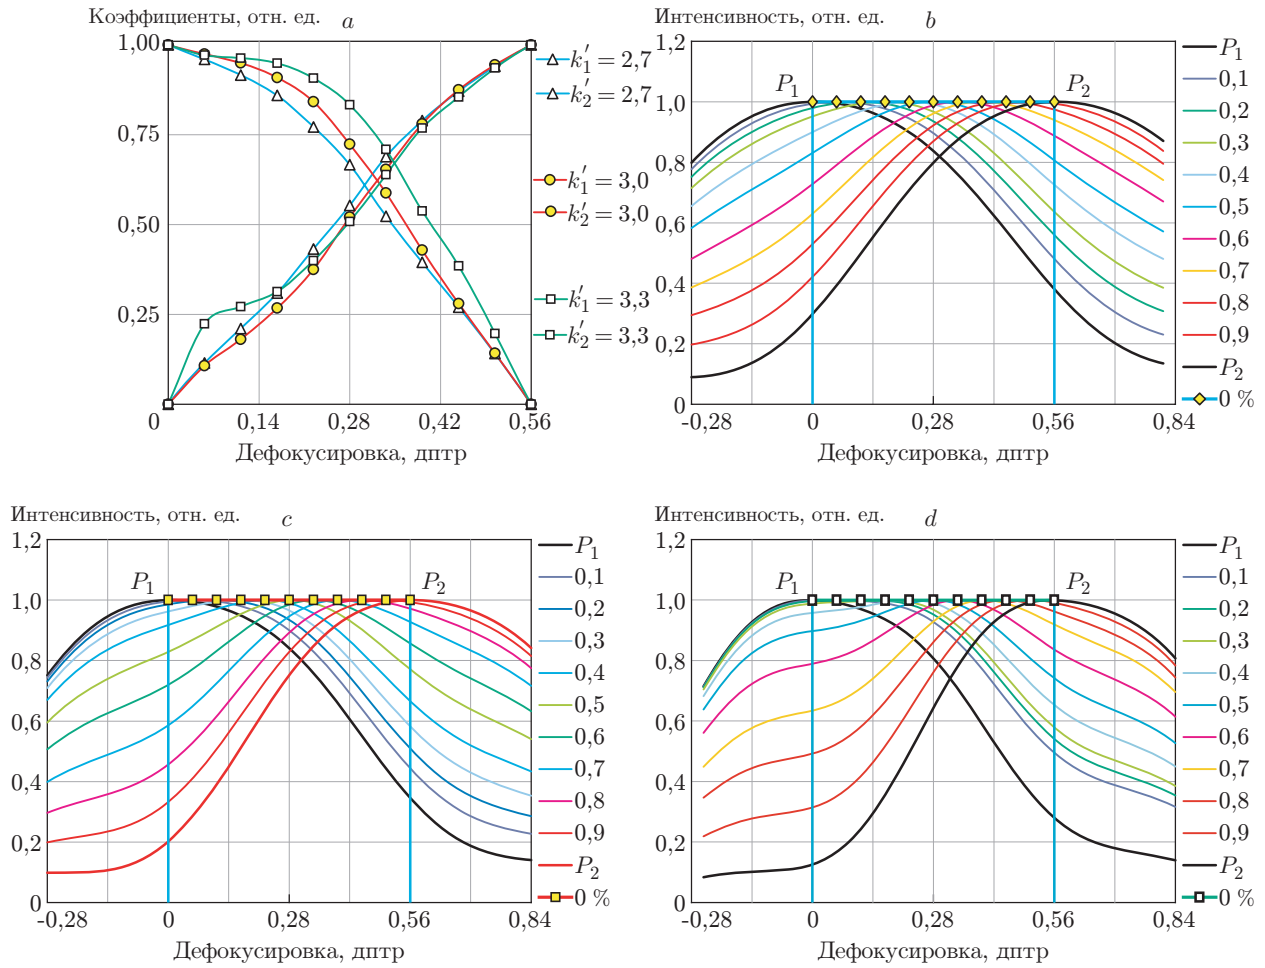 Коэффициенты, отн. ед. a
1,00
0,75
0,50
0,25
0 0,14 0,28 0,42 0,56
Дефокусировка, дптр
k′1 = 2,7
k′2 = 2,7
k′1 = 3,0
k′2 = 3,0
k′1 = 3,3
k′2 = 3,3
Интенсивность, отн. ед. b
1,2
1,0
0,8
0,6
0,4
0,2
0
-0,28 0 0,28 0,56 0,84
Дефокусировка, дптр
P1 P2
P1
0,1
0,2
0,3
0,4
0,5
0,6
0,7
0,8
0,9
P2
0 %
Интенсивность, отн. ед. c
1,2
1,0
0,8
0,6
0,4
0,2
0
-0,28 0 0,28 0,56 0,84
Дефокусировка, дптр
P1 P2
P1
0,1
0,2
0,3
0,4
0,5
0,6
0,7
0,8
0,9
P2
0 %
Интенсивность, отн. ед. d
1,2
1,0
0,8
0,6
0,4
0,2
0
-0,28 0 0,28 0,56 0,84
Дефокусировка, дптр
P1 P2
P1
0,1
0,2
0,3
0,4
0,5
0,6
0,7
0,8
0,9
P2
0 %